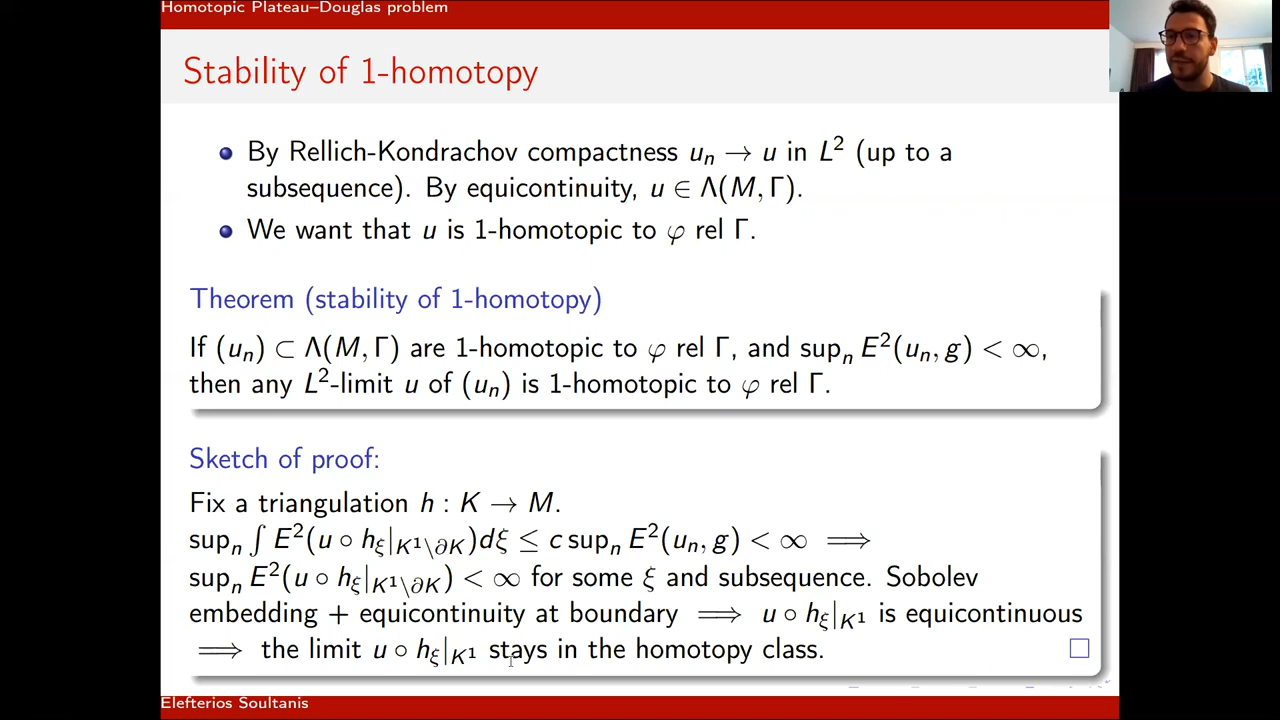 Homotopic Plateau–Douglas problem
Stability of 1-homotopy
By Rellich-Kondrachov compactness uₙ → u in L² (up to a
subsequence). By equicontinuity, u ∈ Λ(M, Γ).
We want that u is 1-homotopic to φ rel Γ.
Theorem (stability of 1-homotopy)
If (uₙ) ⊂ Λ(M, Γ) are 1-homotopic to φ rel Γ, and supₙ E²(uₙ, g) < ∞,
then any L²-limit u of (uₙ) is 1-homotopic to φ rel Γ.
Sketch of proof:
Fix a triangulation h : K → M.
supₙ ∫ E²(u ∘ h_ξ|_{K¹\∂K})dξ ≤ c supₙ E²(uₙ, g) < ∞ ⟹
supₙ E²(u ∘ h_ξ|_{K¹\∂K}) < ∞ for some ξ and subsequence. Sobolev
embedding + equicontinuity at boundary ⟹ u ∘ h_ξ|_{K¹} is equicontinuous
⟹ the limit u ∘ h_ξ|_{K¹} stays in the homotopy class. □
Elefterios Soultanis